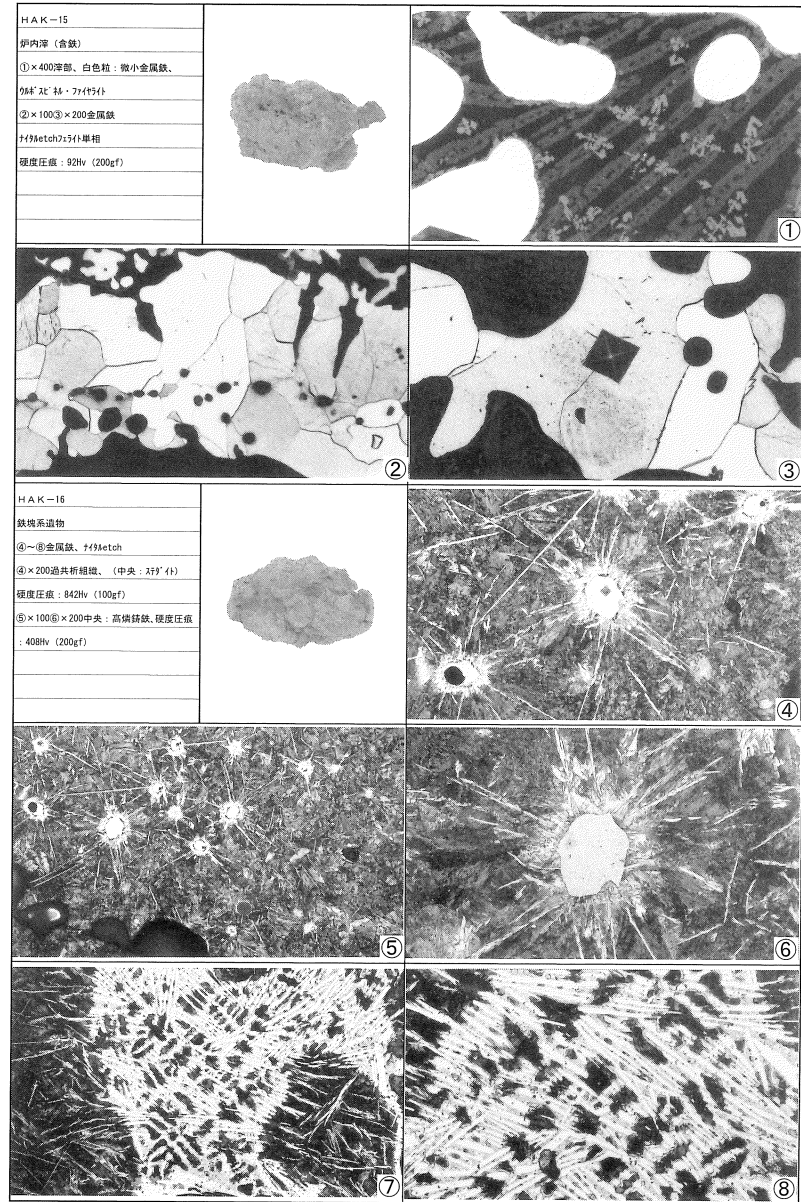 HAK-15
炉内滓（含鉄）
①×400滓部、白色粒：微小金属鉄、
ｳﾙﾎﾞｽﾋﾟﾈﾙ・ﾌｧｲﾔﾗｲﾄ
②×100③×200金属鉄
ﾅｲﾀﾙetchﾌｪﾗｲﾄ単相
硬度圧痕：92Hv (200gf)
①
②
③
HAK-16
鉄塊系遺物
④～⑧金属鉄、ﾅｲﾀﾙetch
④×200過共析組織、（中央：ｽﾃﾀﾞｲﾄ）
硬度圧痕：842Hv (100gf)
⑤×100⑥×200中央：高燐鋳鉄、硬度圧痕
：408Hv (200gf)
④
⑤
⑥
⑦
⑧